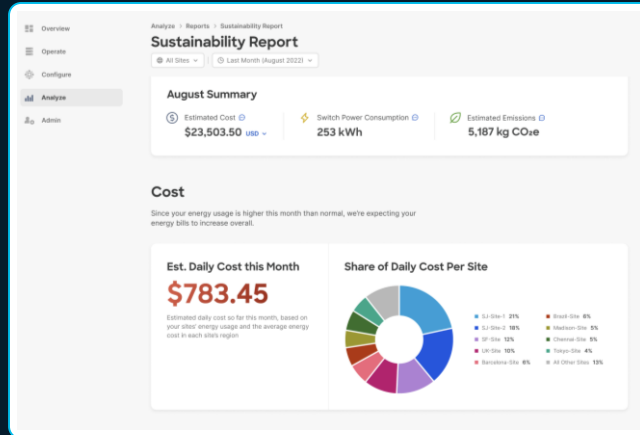 Overview
Operate
Configure
Analyze
Admin
Analyze > Reports > Sustainability Report
Sustainability Report
All Sites
Last Month (August 2022)
August Summary
Estimated Cost
$23,503.50 USD
Switch Power Consumption
253 kWh
Estimated Emissions
5,187 kg CO₂e
Cost
Since your energy usage is higher this month than normal, we're expecting your
energy bills to increase overall.
Est. Daily Cost this Month
$783.45
Estimated daily cost so far this month, based on
your sites' energy usage and the average energy
cost in each site's region
Share of Daily Cost Per Site
SJ-Site-1 21%
SJ-Site-2 18%
SF-Site 12%
UK-Site 10%
Barcelona-Site 6%
Brazil-Site 6%
Madison-Site 5%
Chennai-Site 5%
Tokyo-Site 4%
All Other Sites 13%